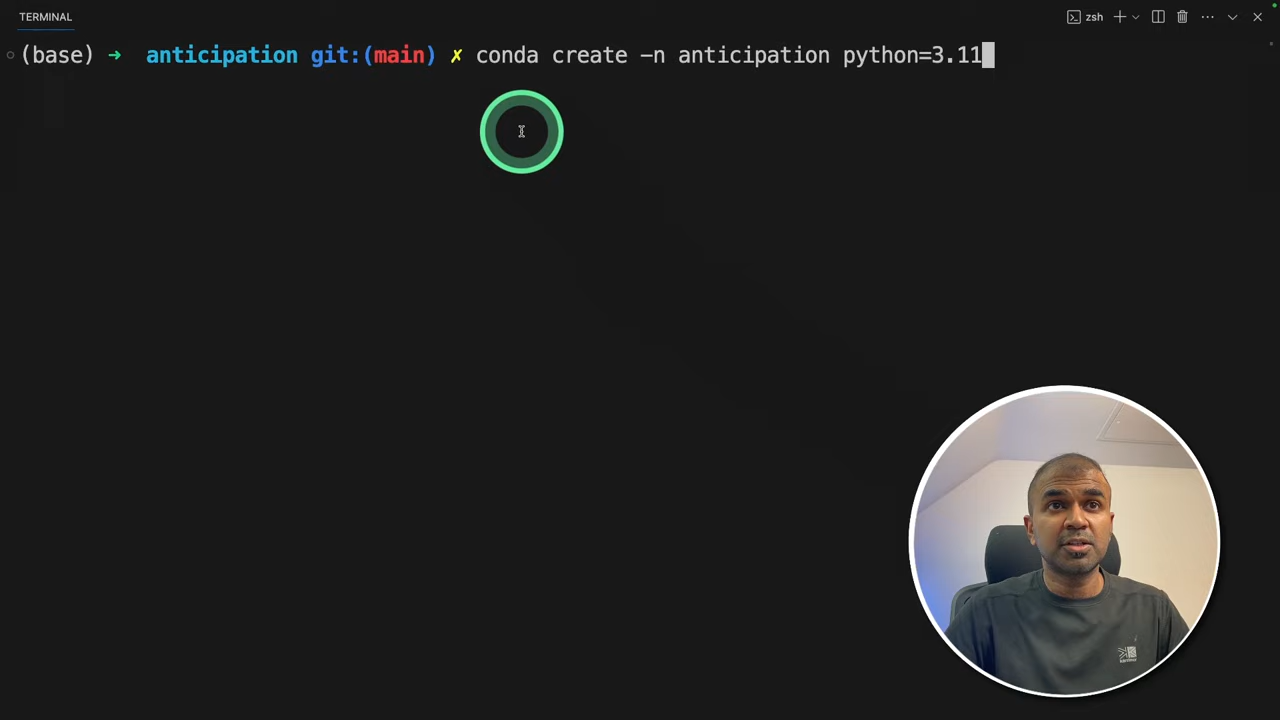 TERMINAL
zsh
(base) ➜ anticipation git:(main) ✗ conda create -n anticipation python=3.11